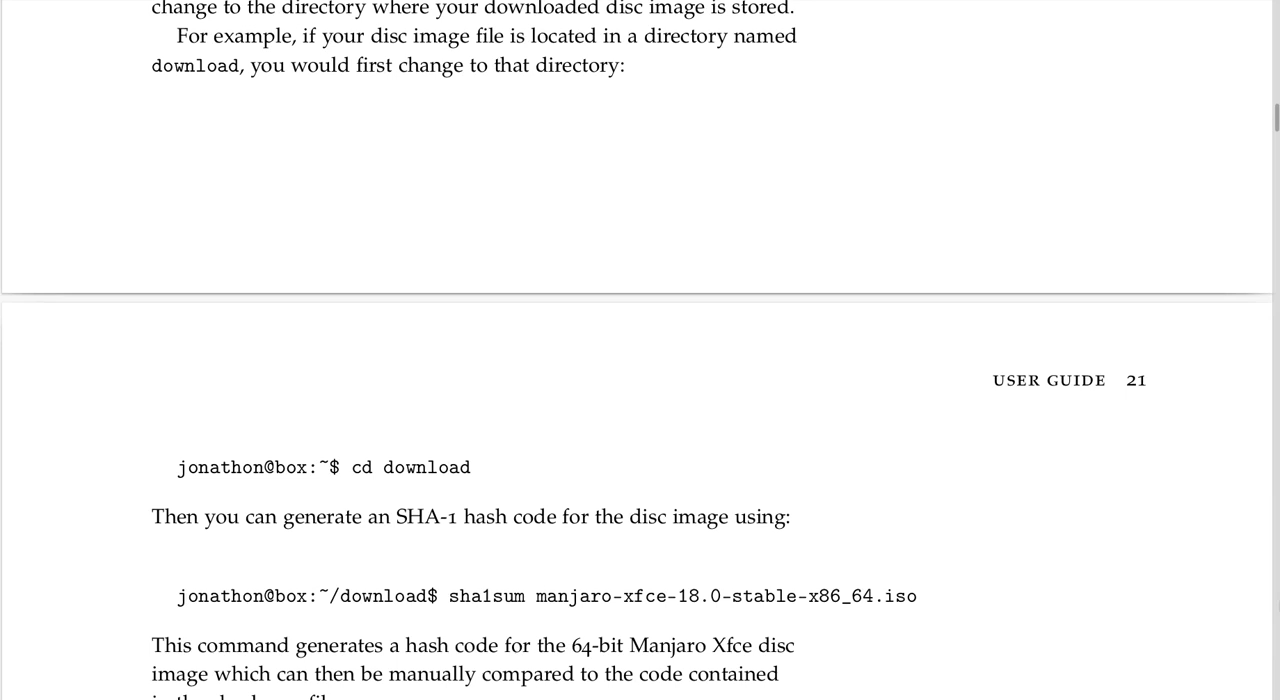 change to the directory where your downloaded disc image is stored.
For example, if your disc image file is located in a directory named
download, you would first change to that directory:
USER GUIDE 21
jonathon@box:~$ cd download
Then you can generate an SHA-1 hash code for the disc image using:
jonathon@box:~/download$ sha1sum manjaro-xfce-18.0-stable-x86_64.iso
This command generates a hash code for the 64-bit Manjaro Xfce disc
image which can then be manually compared to the code contained